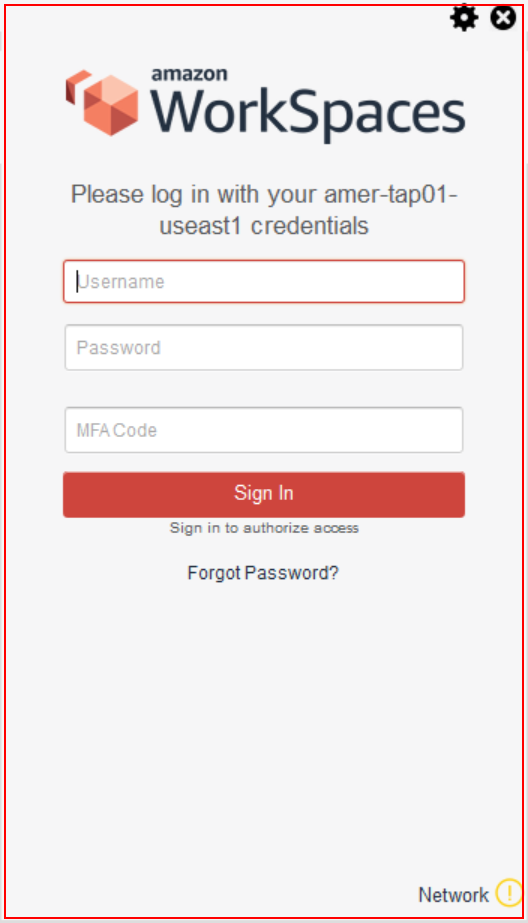 amazon
WorkSpaces
Please log in with your amer-tap01-
useast1 credentials
Username
Password
MFA Code
Sign In
Sign in to authorize access
Forgot Password?
Network